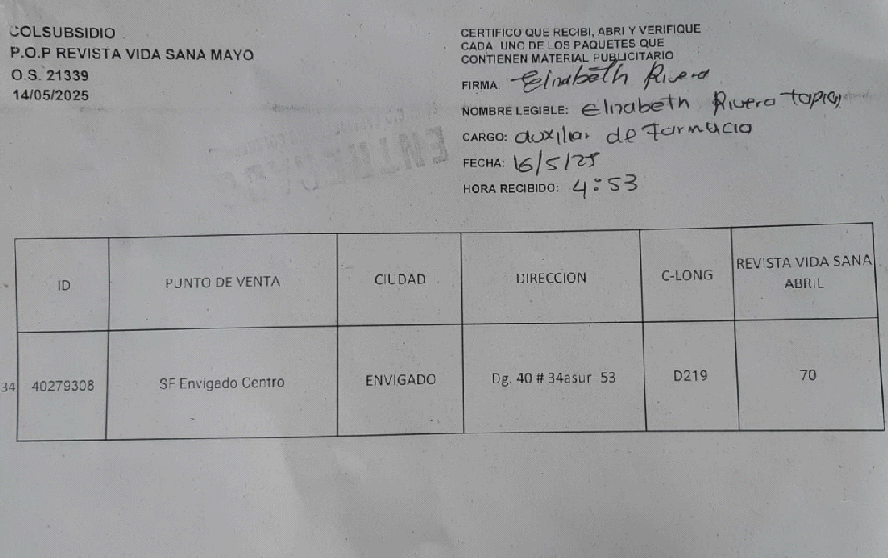 COLSUBSIDIO
P.O.P REVISTA VIDA SANA MAYO
O.S. 21339
14/05/2025
CERTIFICO QUE RECIBI, ABRI Y VERIFIQUE
CADA UNO DE LOS PAQUETES QUE
CONTIENEN MATERIAL PUBLICITARIO
FIRMA Elizabeth Rivera
NOMBRE LEGIBLE: Elizabeth Rivera Tapias
CARGO: Auxiliar de Farmacia
FECHA: 16/5/25
HORA RECIBIDO: 4:53
ID PUNTO DE VENTA CIUDAD DIRECCION C-LONG REVISTA VIDA SANA
ABRIL
34 40279308 SF Envigado Centro ENVIGADO Dg. 40 # 34asur 53 D219 70